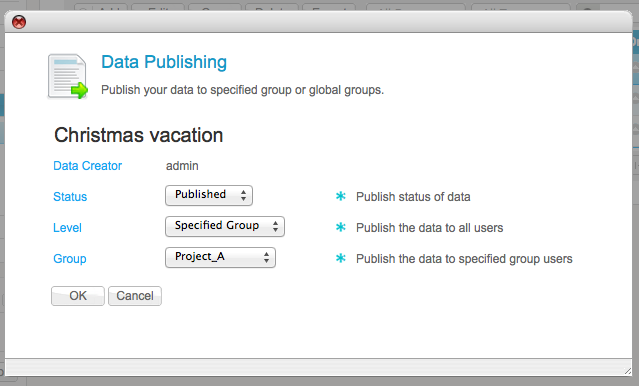 Data Publishing
Publish your data to specified group or global groups.
Christmas vacation
Data Creator admin
Status Published * Publish status of data
Level Specified Group * Publish the data to all users
Group Project_A * Publish the data to specified group users
OK Cancel